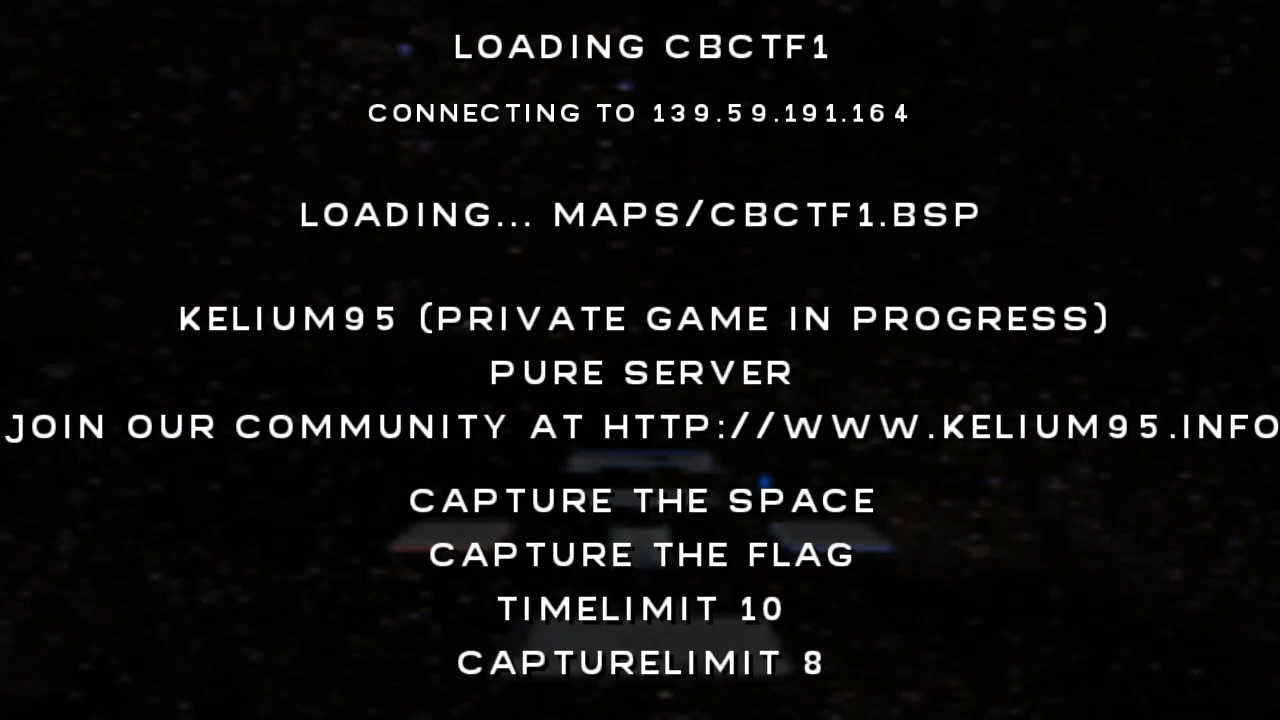 LOADING CBCTF1
CONNECTING TO 139.59.191.164
LOADING... MAPS/CBCTF1.BSP
KELIUM95 (PRIVATE GAME IN PROGRESS)
PURE SERVER
JOIN OUR COMMUNITY AT HTTP://WWW.KELIUM95.INFO
CAPTURE THE SPACE
CAPTURE THE FLAG
TIMELIMIT 10
CAPTURELIMIT 8